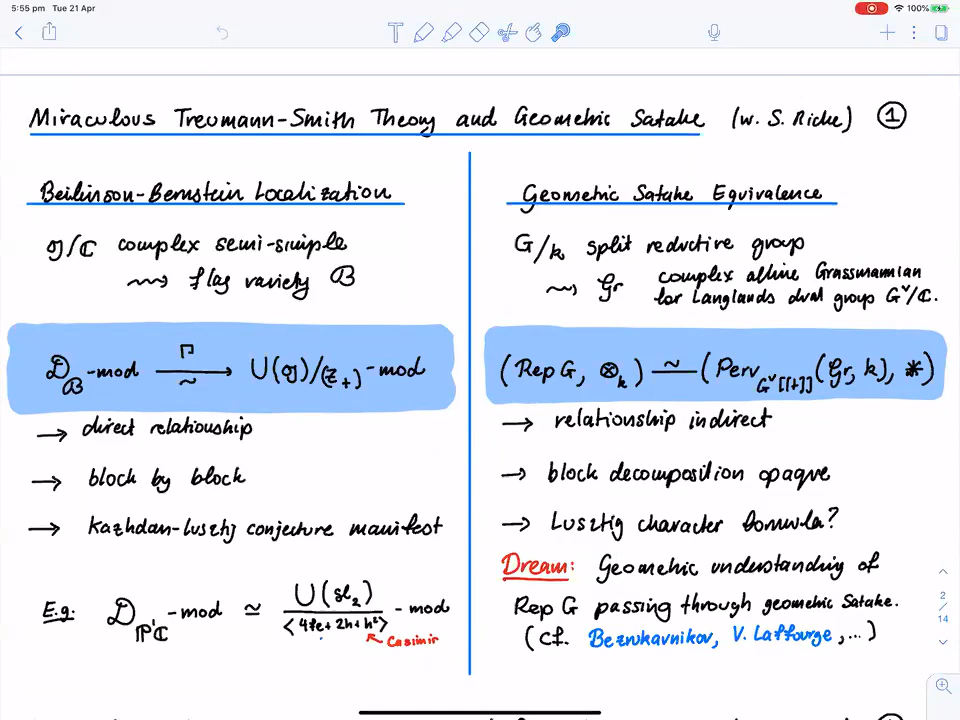 5:55 pm Tue 21 Apr
100%
Miraculous Treumann-Smith Theory and Geometric Satake (w. S. Riche) ①
Beilinson-Bernstein Localization
𝔤/ℂ complex semi-simple
⇝ flag variety ℬ
𝒟_ℬ-mod —Γ, ~→ U(𝔤)/(Z₊)-mod
→ direct relationship
→ block by block
→ Kazhdan-Lusztig conjecture manifest
E.g: 𝒟_ℙ¹ℂ-mod ≃ U(sl₂)/<4fe+2h+h²> -mod
Casimir
Geometric Satake Equivalence
G/k split reductive group
⇝ Gr complex affine Grassmannian
for Langlands dual group G^∨/ℂ.
(Rep G, ⊗_k) —~— (Perv_G^∨[[t]](Gr, k), *)
→ relationship indirect
→ block decomposition opaque
→ Lusztig character formula?
Dream: Geometric understanding of
Rep G passing through geometric Satake.
(cf. Bezrukavnikov, V. Lafforgue, ...)
2
14